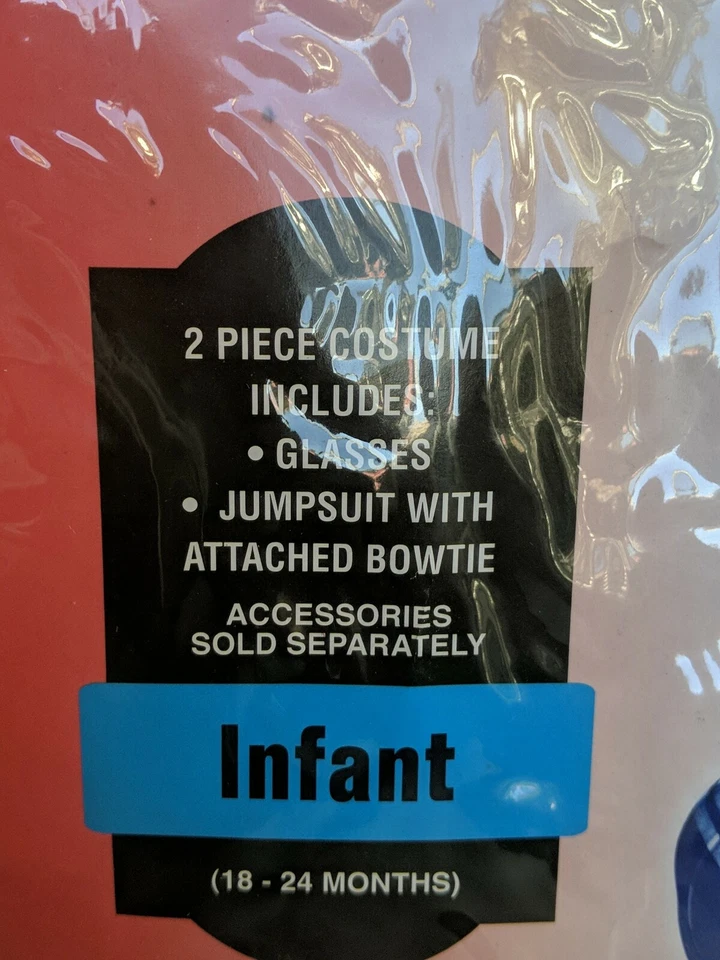 2 PIECE COSTUME
INCLUDES:
• GLASSES
• JUMPSUIT WITH
ATTACHED BOWTIE
ACCESSORIES
SOLD SEPARATELY
Infant
(18 - 24 MONTHS)